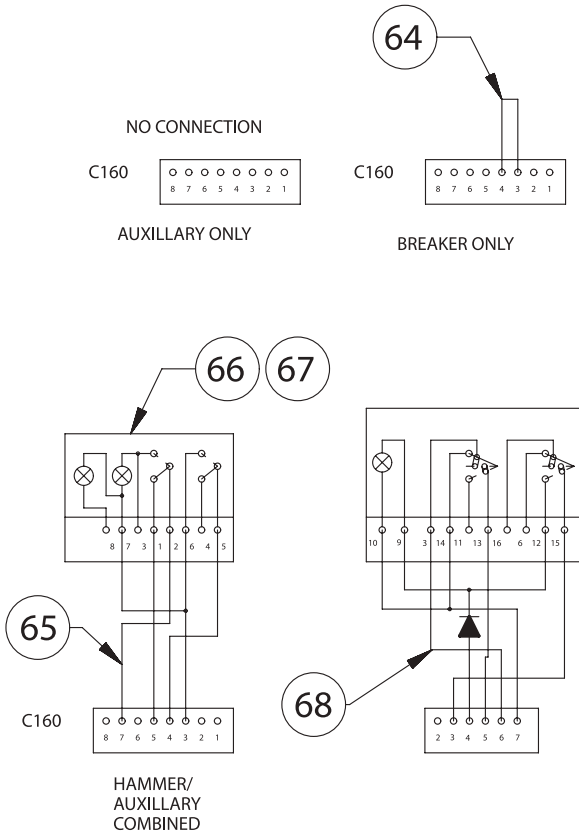 64
NO CONNECTION
C160
8 7 6 5 4 3 2 1
AUXILLARY ONLY
C160
8 7 6 5 4 3 2 1
BREAKER ONLY
66 67
8 7 3 1 2 6 4 5
10 9 3 14 11 13 16 6 12 15
65
68
C160
8 7 6 5 4 3 2 1
2 3 4 5 6 7
HAMMER/
AUXILLARY
COMBINED